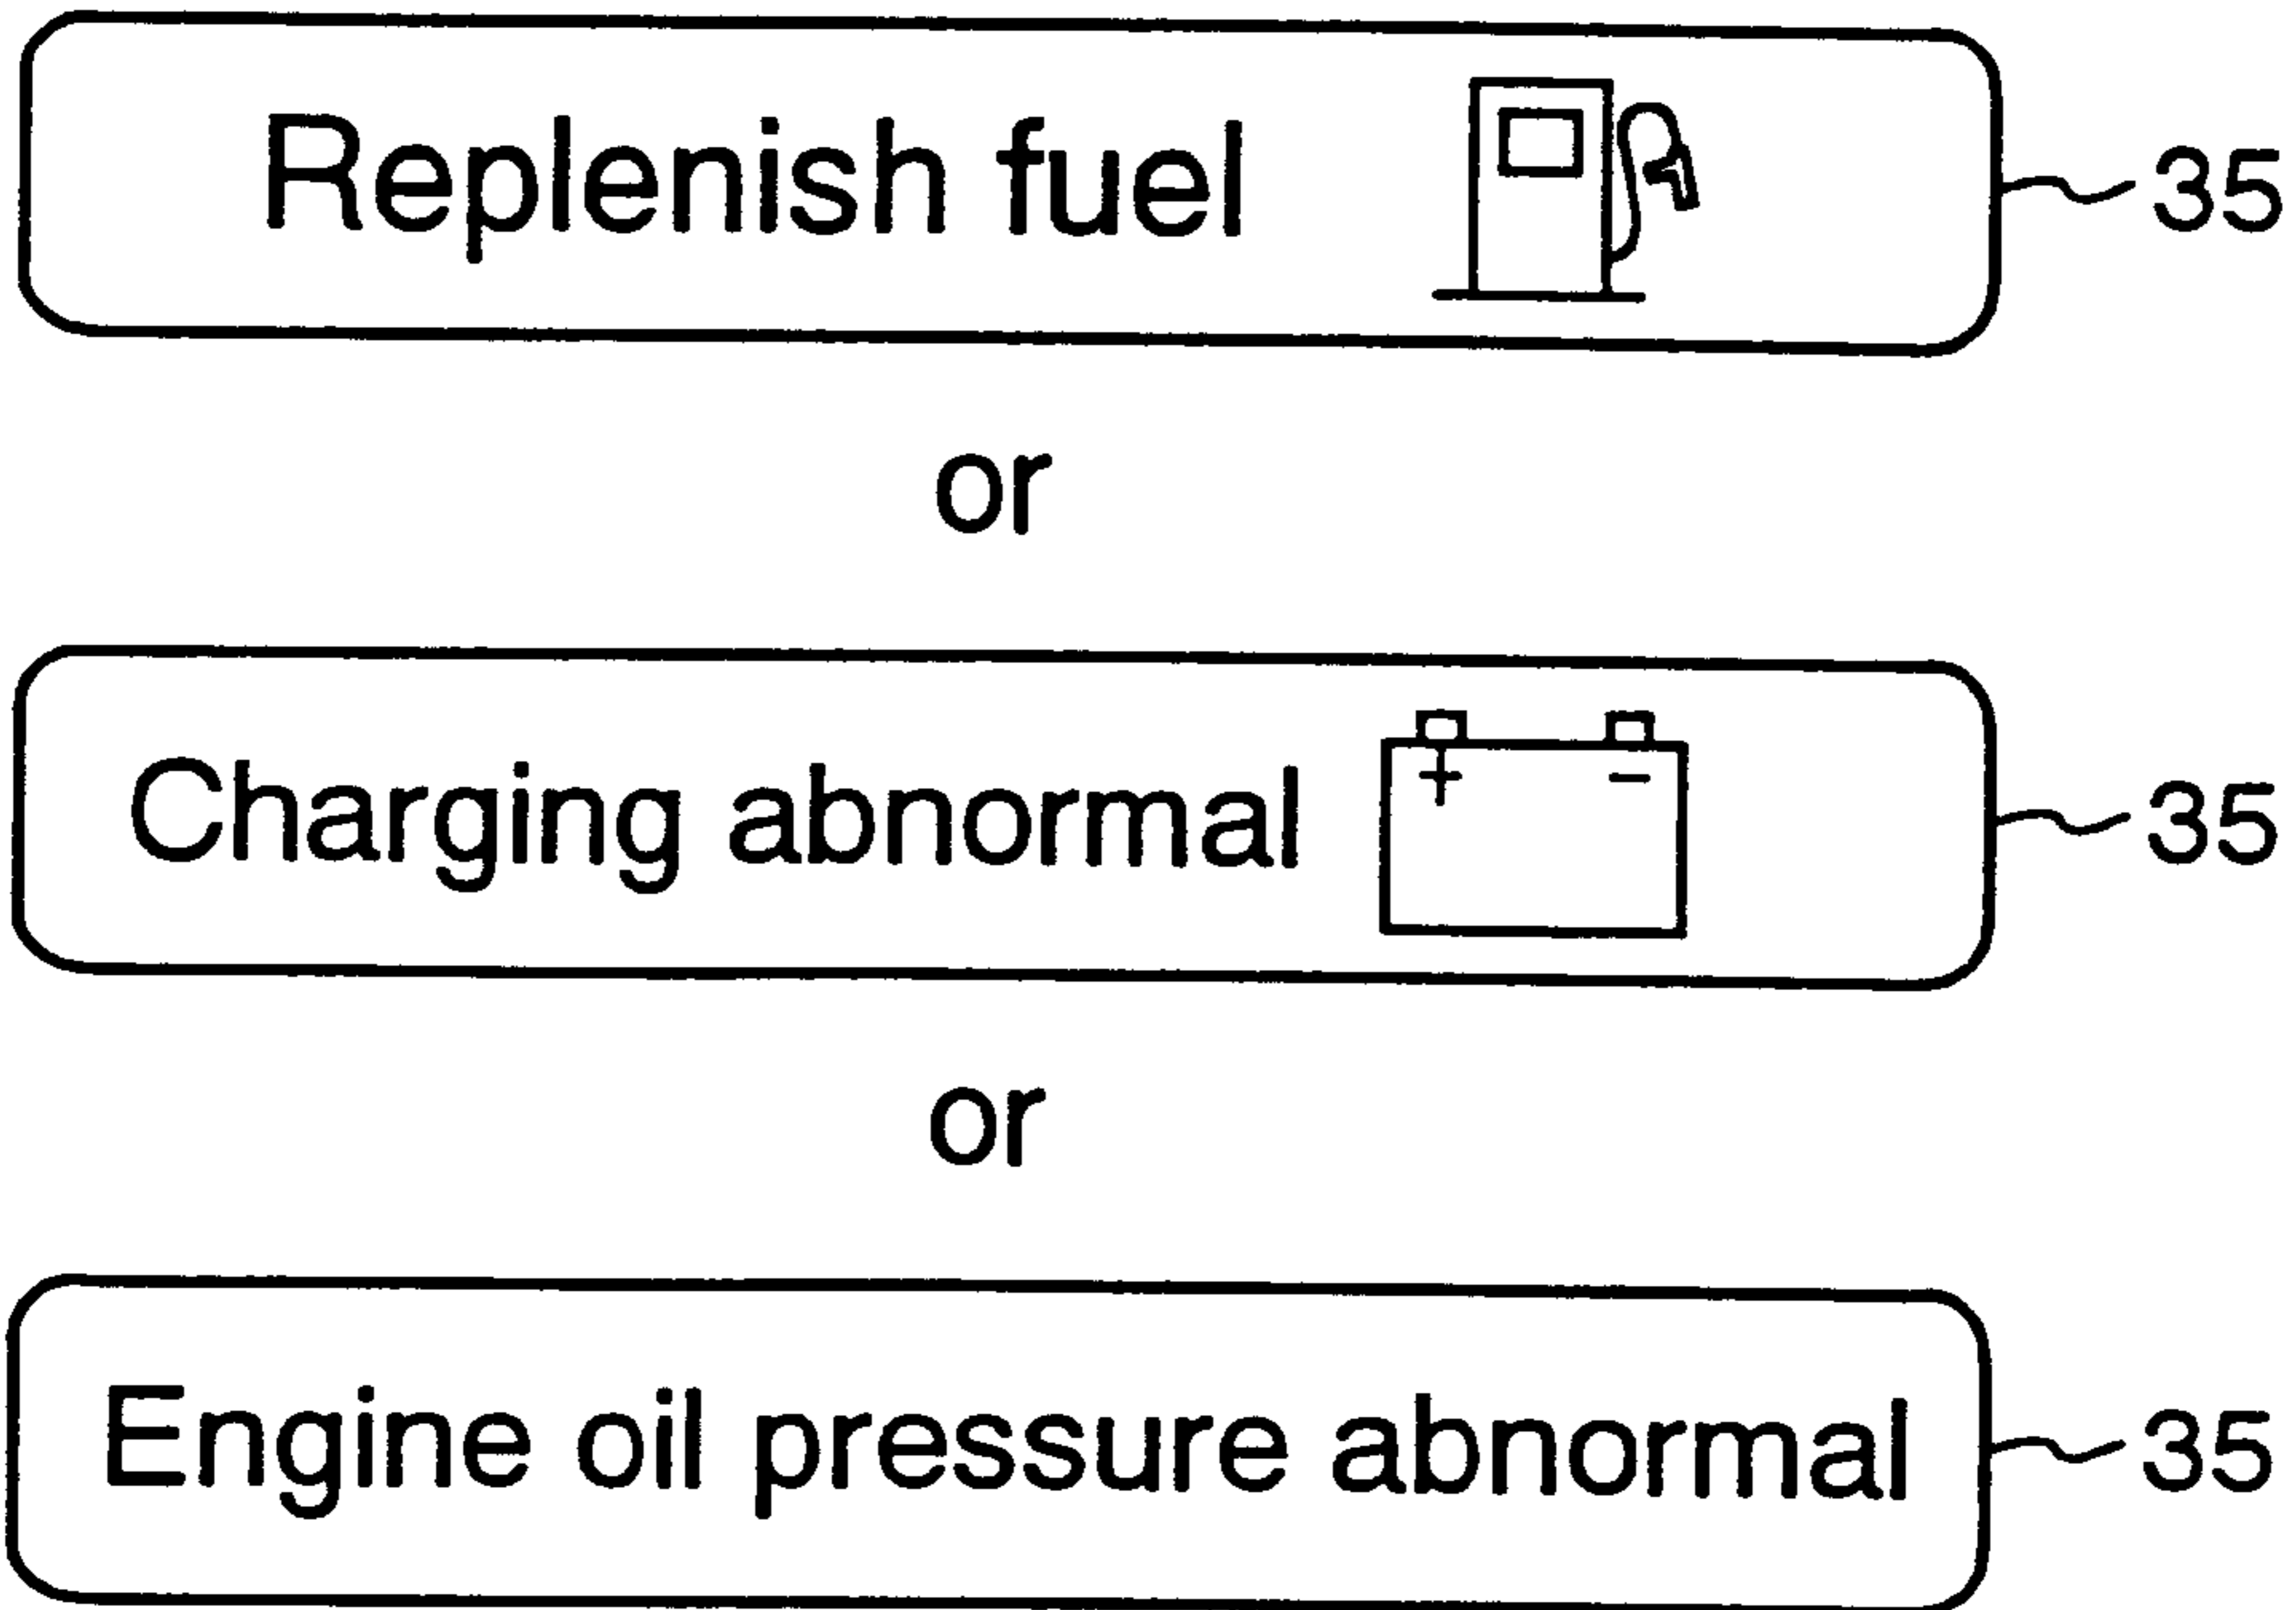 Replenish fuel 35
or
Charging abnormal + − 35
or
Engine oil pressure abnormal 35